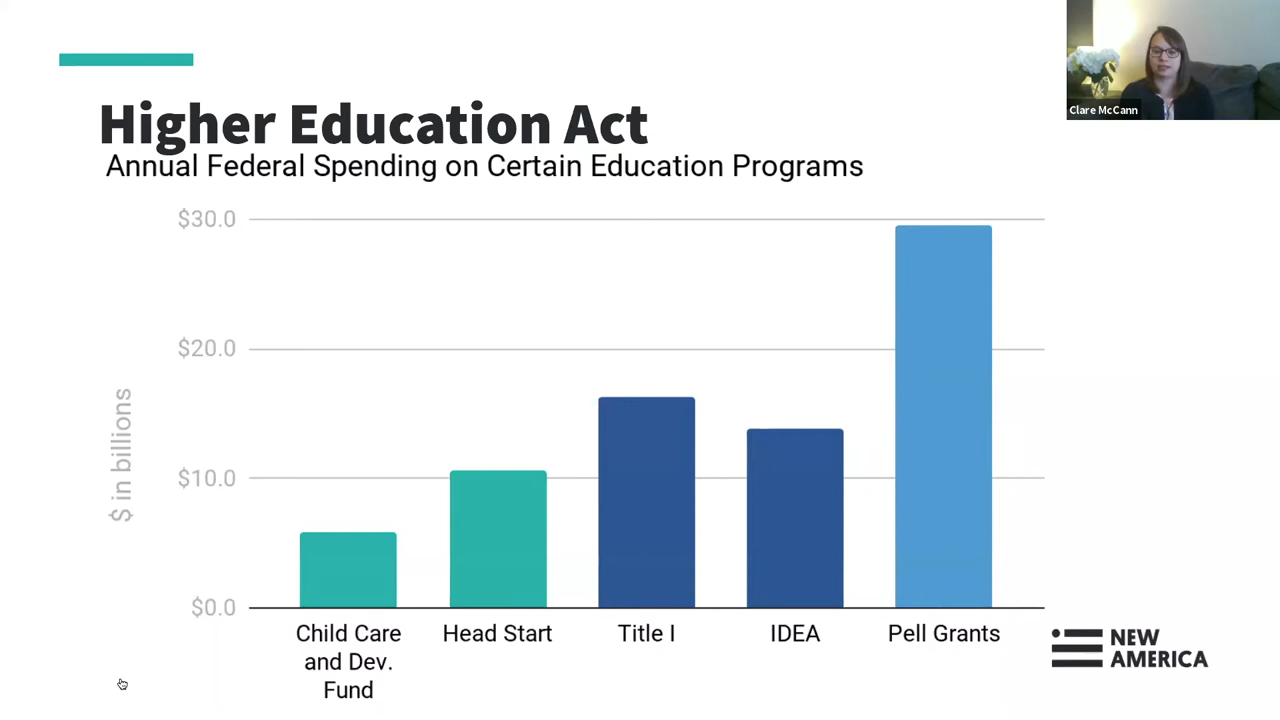 Higher Education Act
Annual Federal Spending on Certain Education Programs
Clare McCann
$ in billions
$30.0
$20.0
$10.0
$0.0
Child Care
and Dev.
Fund
Head Start
Title I
IDEA
Pell Grants
NEW
AMERICA